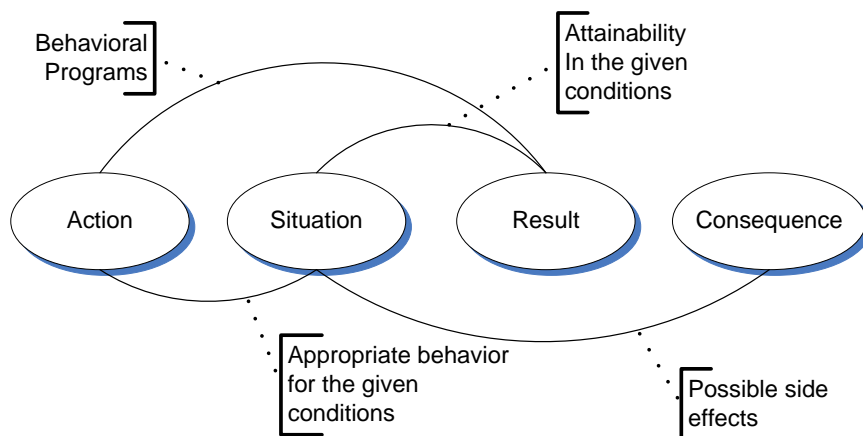 Behavioral
Programs
Attainability
In the given
conditions
Action
Situation
Result
Consequence
Appropriate behavior
for the given
conditions
Possible side
effects